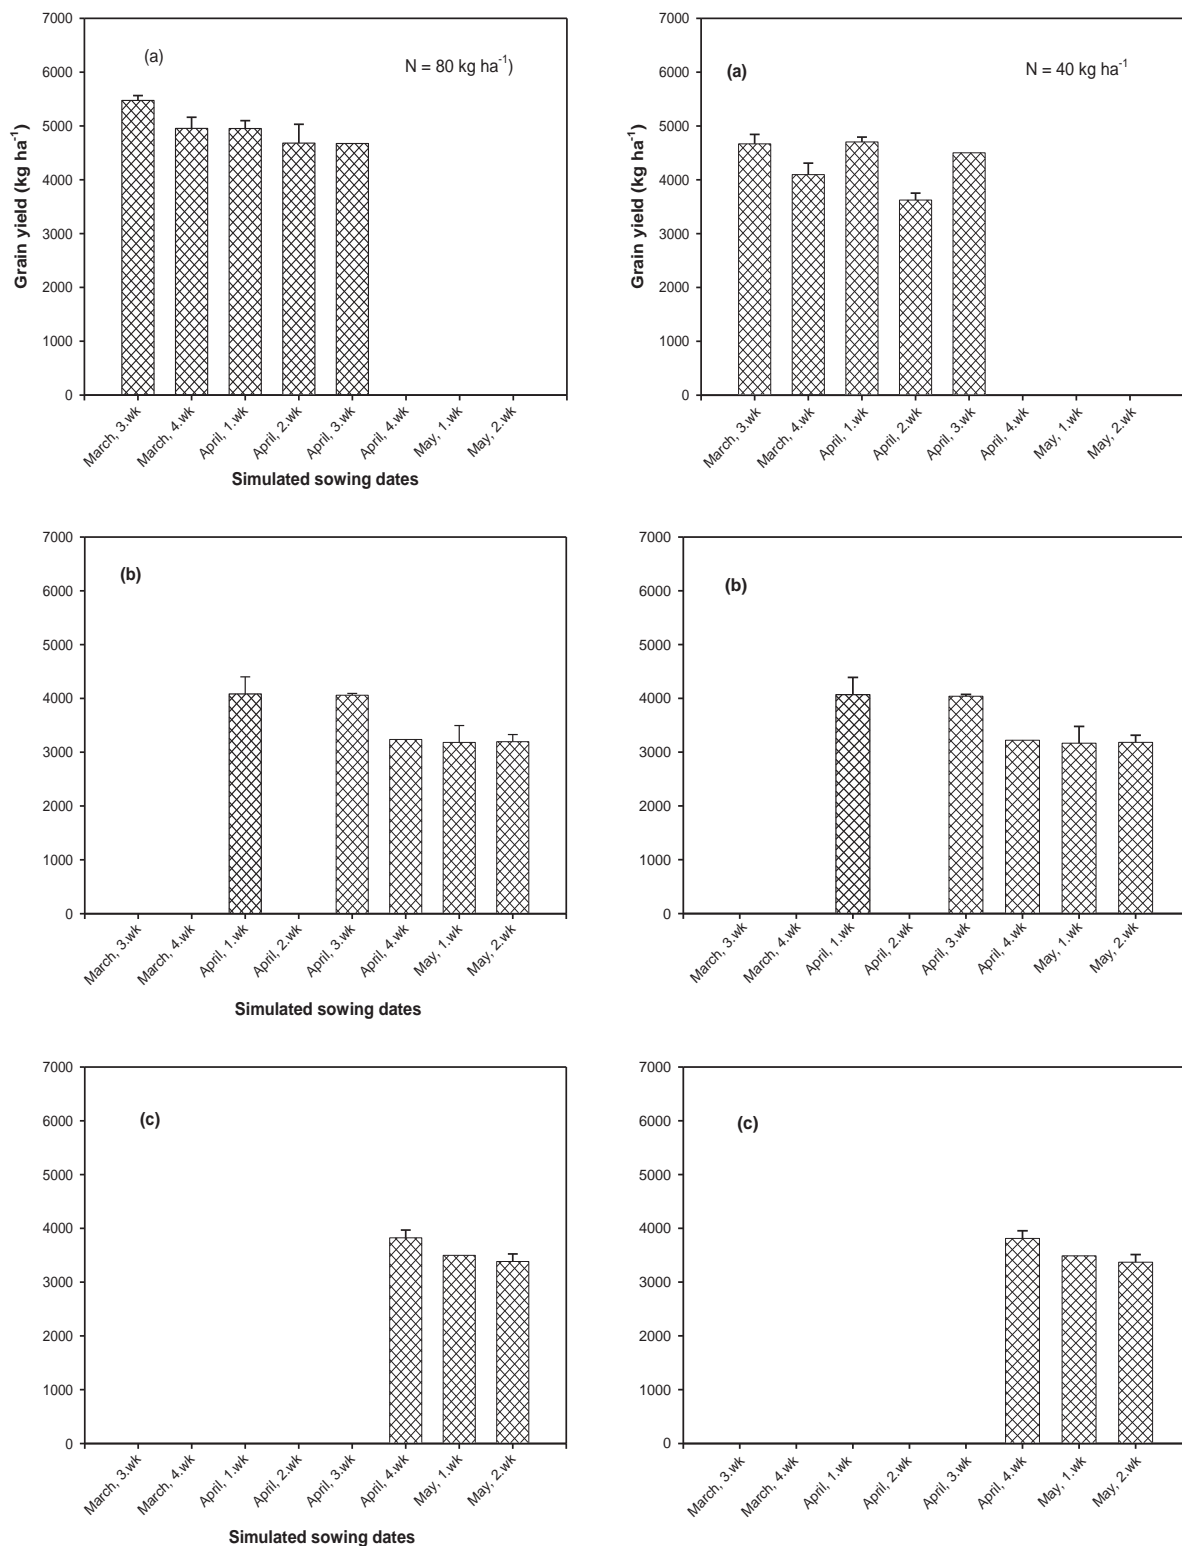 7000
6000
5000
4000
3000
2000
1000
0
Grain yield (kg ha⁻¹)
(a)
N = 80 kg ha⁻¹)
March, 3.wk
March, 4.wk
April, 1.wk
April, 2.wk
April, 3.wk
April, 4.wk
May, 1.wk
May, 2.wk
Simulated sowing dates
7000
6000
5000
4000
3000
2000
1000
0
Grain yield (kg ha⁻¹)
(a)
N = 40 kg ha⁻¹
March, 3.wk
March, 4.wk
April, 1.wk
April, 2.wk
April, 3.wk
April, 4.wk
May, 1.wk
May, 2.wk
7000
6000
5000
4000
3000
2000
1000
0
(b)
March, 3.wk
March, 4.wk
April, 1.wk
April, 2.wk
April, 3.wk
April, 4.wk
May, 1.wk
May, 2.wk
Simulated sowing dates
7000
6000
5000
4000
3000
2000
1000
0
(b)
March, 3.wk
March, 4.wk
April, 1.wk
April, 2.wk
April, 3.wk
April, 4.wk
May, 1.wk
May, 2.wk
7000
6000
5000
4000
3000
2000
1000
0
(c)
March, 3.wk
March, 4.wk
April, 1.wk
April, 2.wk
April, 3.wk
April, 4.wk
May, 1.wk
May, 2.wk
Simulated sowing dates
7000
6000
5000
4000
3000
2000
1000
0
(c)
March, 3.wk
March, 4.wk
April, 1.wk
April, 2.wk
April, 3.wk
April, 4.wk
May, 1.wk
May, 2.wk